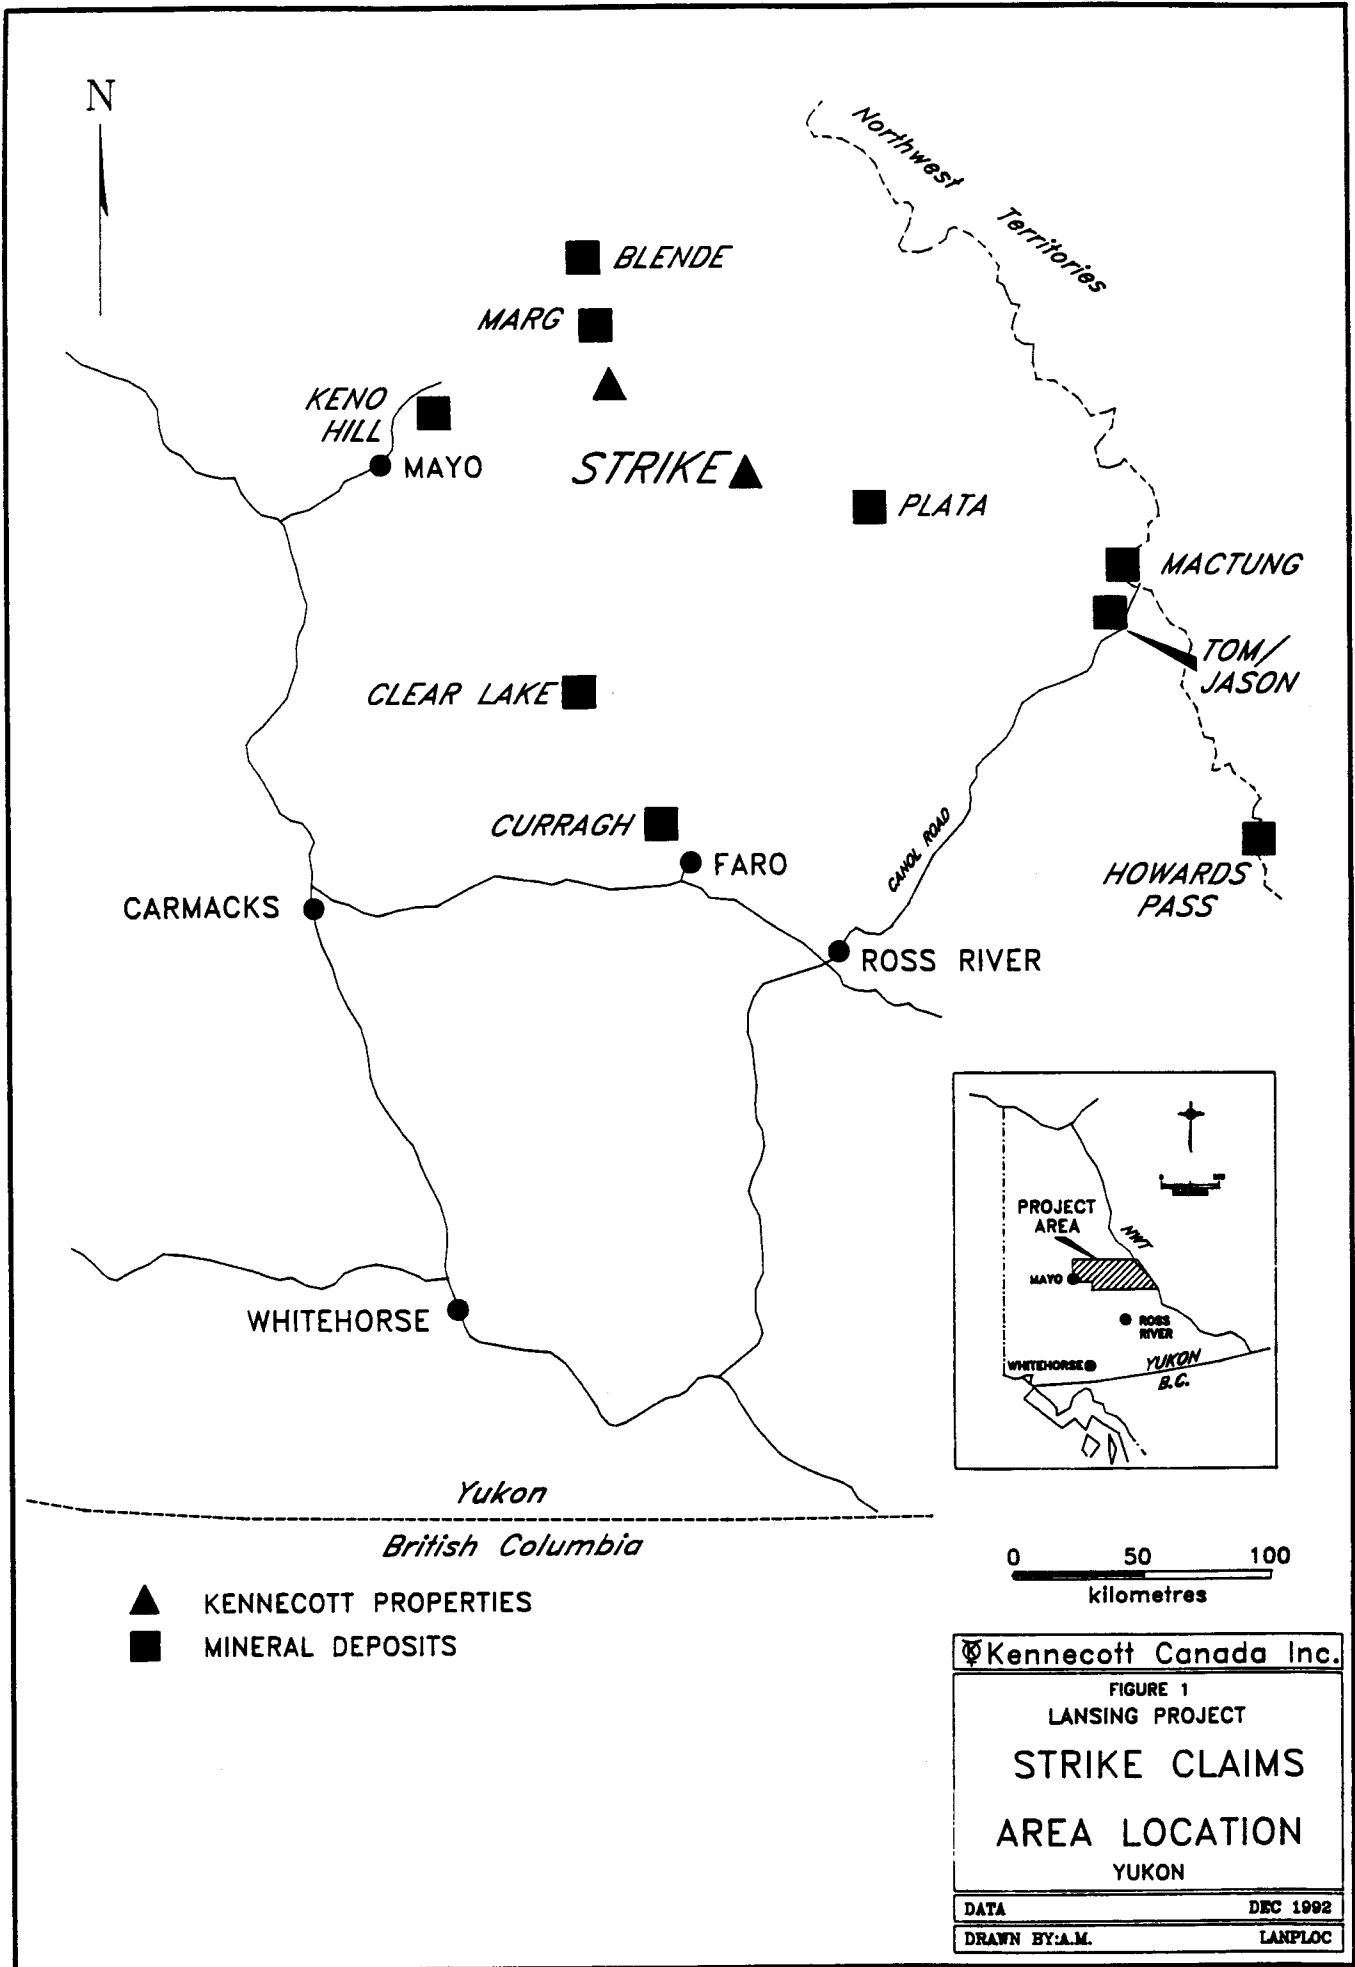 N
Northwest
Territories
BLENDE
MARG
KENO
HILL
MAYO
STRIKE
PLATA
MACTUNG
TOM/
JASON
CLEAR LAKE
CURRAGH
FARO
CANOL ROAD
HOWARDS
PASS
CARMACKS
ROSS RIVER
WHITEHORSE
PROJECT
AREA
NWT
MAYO
ROSS
RIVER
WHITEHORSE
YUKON
B.C.
Yukon
British Columbia
0 50 100
kilometres
KENNECOTT PROPERTIES
MINERAL DEPOSITS
Kennecott Canada Inc.
FIGURE 1
LANSING PROJECT
STRIKE CLAIMS
AREA LOCATION
YUKON
DATA DEC 1992
DRAWN BY:A.M. LANPLOC